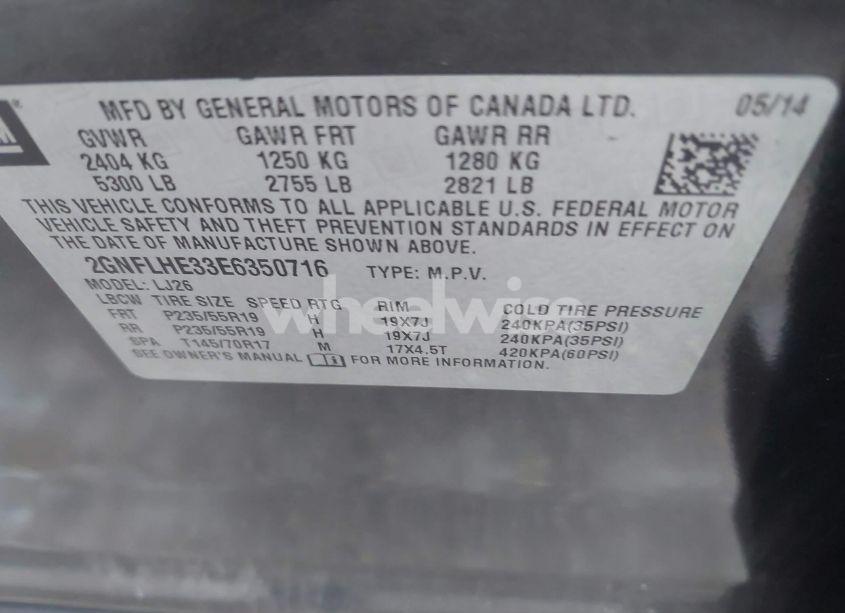 MFD BY GENERAL MOTORS OF CANADA LTD. 05/14
GVWR GAWR FRT GAWR RR
2404 KG 1250 KG 1280 KG
5300 LB 2755 LB 2821 LB
THIS VEHICLE CONFORMS TO ALL APPLICABLE U.S. FEDERAL MOTOR
VEHICLE SAFETY AND THEFT PREVENTION STANDARDS IN EFFECT ON
THE DATE OF MANUFACTURE SHOWN ABOVE.
2GNFLHE33E6350716 TYPE: M.P.V.
MODEL: LJ26
LBCW TIRE SIZE SPEED RTG RIM COLD TIRE PRESSURE
FRT P235/55R19 H 19X7J 240KPA(35PSI)
RR P235/55R19 H 19X7J 240KPA(35PSI)
SPA T145/70R17 M 17X4.5T 420KPA(60PSI)
SEE OWNER'S MANUAL FOR MORE INFORMATION.
wheelwire